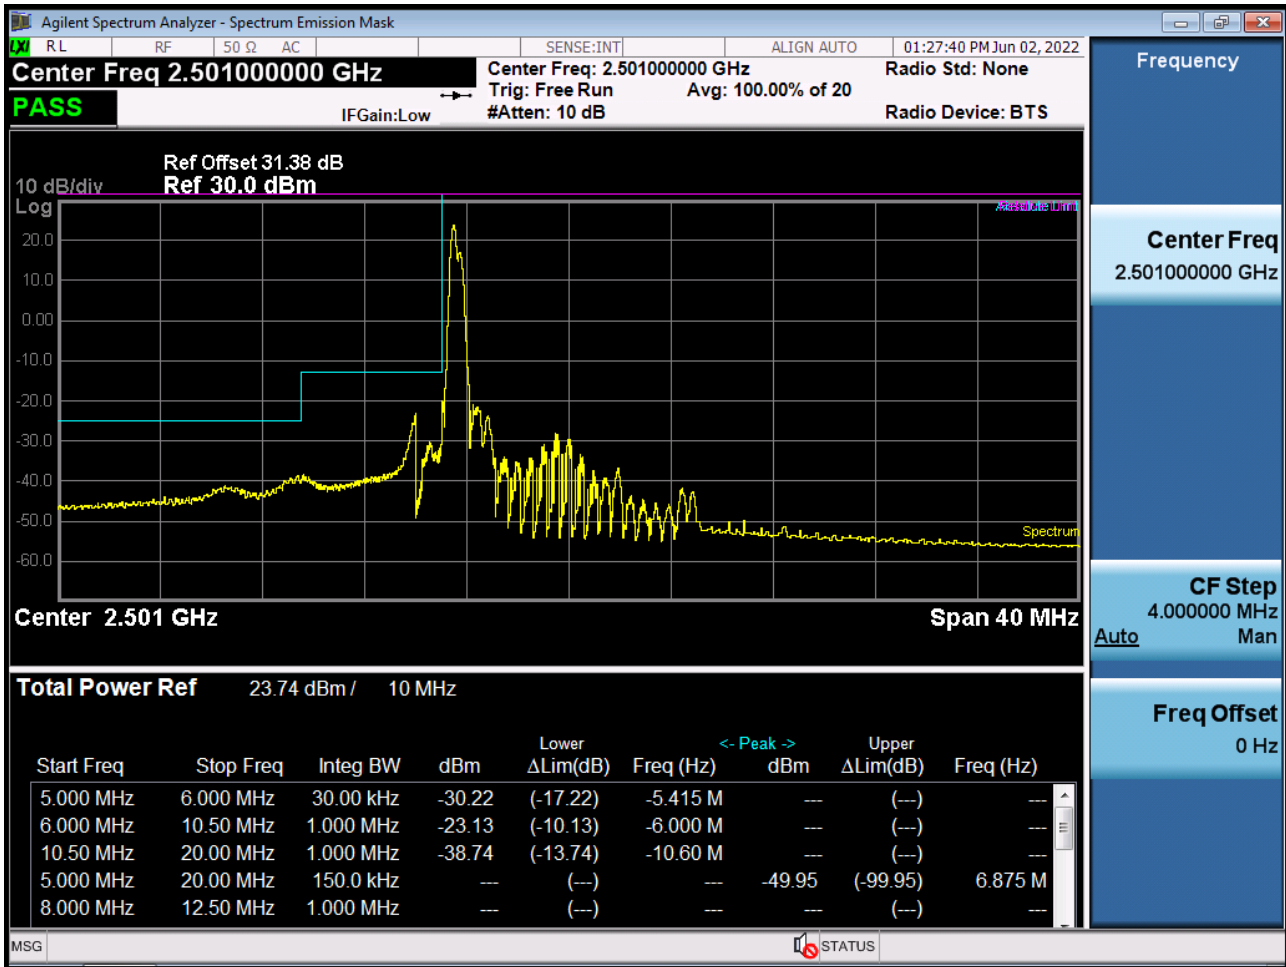 Agilent Spectrum Analyzer - Spectrum Emission Mask
LXI RL RF 50 Ω AC SENSE:INT ALIGN AUTO 01:27:40 PM Jun 02, 2022
Center Freq 2.501000000 GHz
Center Freq: 2.501000000 GHz
Radio Std: None
Trig: Free Run
Avg: 100.00% of 20
PASS
IFGain:Low
#Atten: 10 dB
Radio Device: BTS
Ref Offset 31.38 dB
10 dB/div
Ref 30.0 dBm
Log
Absolute Limit
20.0
10.0
0.00
-10.0
-20.0
-30.0
-40.0
-50.0
Spectrum
-60.0
Center 2.501 GHz
Span 40 MHz
Total Power Ref 23.74 dBm / 10 MHz
Lower <- Peak -> Upper
Start Freq Stop Freq Integ BW dBm ΔLim(dB) Freq (Hz) dBm ΔLim(dB) Freq (Hz)
5.000 MHz 6.000 MHz 30.00 kHz -30.22 (-17.22) -5.415 M --- (---) ---
6.000 MHz 10.50 MHz 1.000 MHz -23.13 (-10.13) -6.000 M --- (---) ---
10.50 MHz 20.00 MHz 1.000 MHz -38.74 (-13.74) -10.60 M --- (---) ---
5.000 MHz 20.00 MHz 150.0 kHz --- (---) --- -49.95 (-99.95) 6.875 M
8.000 MHz 12.50 MHz 1.000 MHz --- (---) --- --- (---) ---
MSG
STATUS
Frequency
Center Freq
2.501000000 GHz
CF Step
4.000000 MHz
Auto Man
Freq Offset
0 Hz